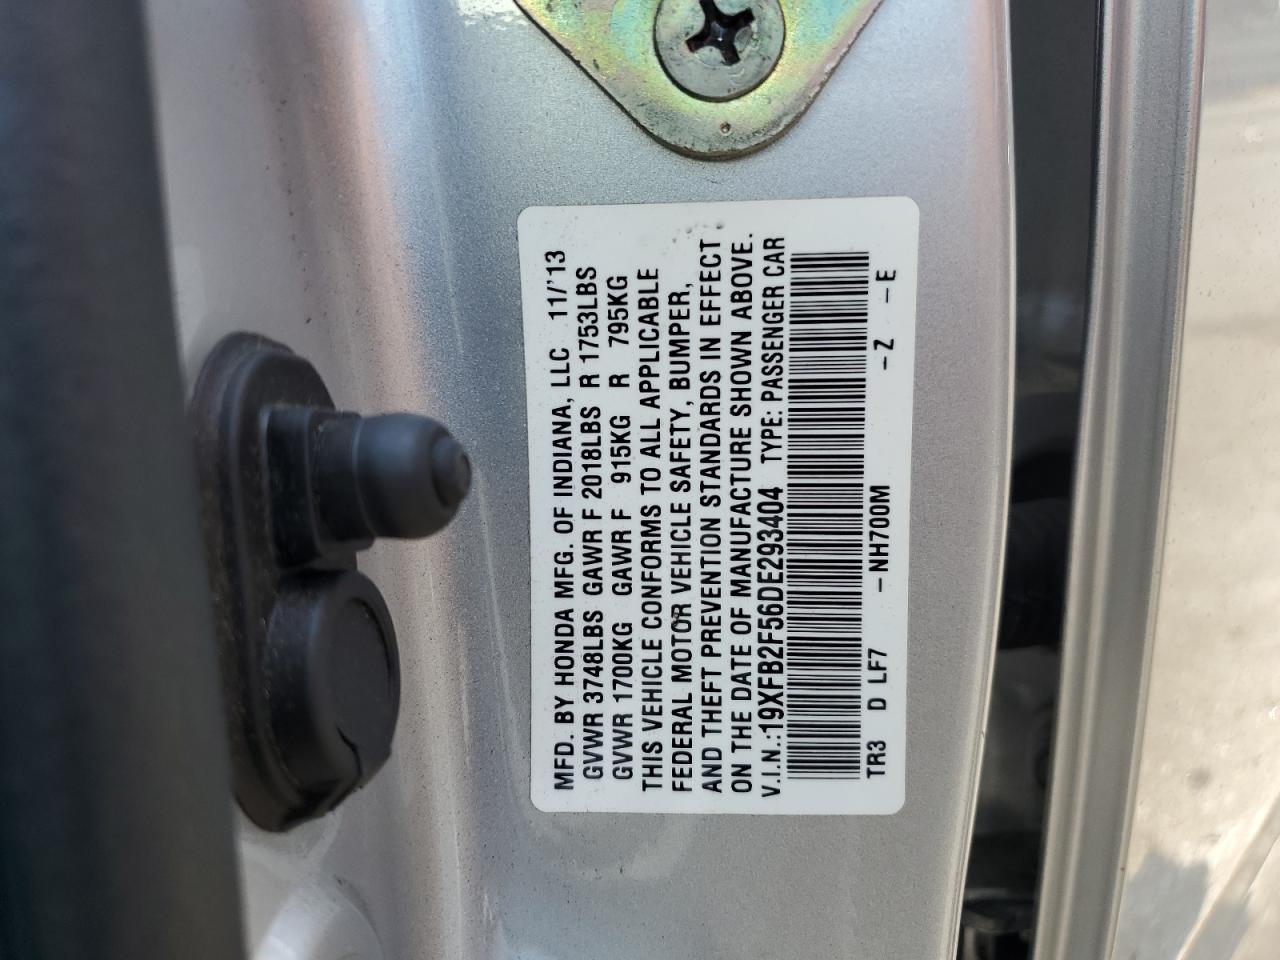 MFD. BY HONDA MFG. OF INDIANA, LLC 11/'13
GVWR 3748LBS GAWR F 2018LBS R 1753LBS
GVWR 1700KG GAWR F 915KG R 795KG
THIS VEHICLE CONFORMS TO ALL APPLICABLE
FEDERAL MOTOR VEHICLE SAFETY, BUMPER,
AND THEFT PREVENTION STANDARDS IN EFFECT
ON THE DATE OF MANUFACTURE SHOWN ABOVE.
V.I.N.:19XFB2F56DE293404 TYPE: PASSENGER CAR
TR3 D LF7 -NH700M -Z -E